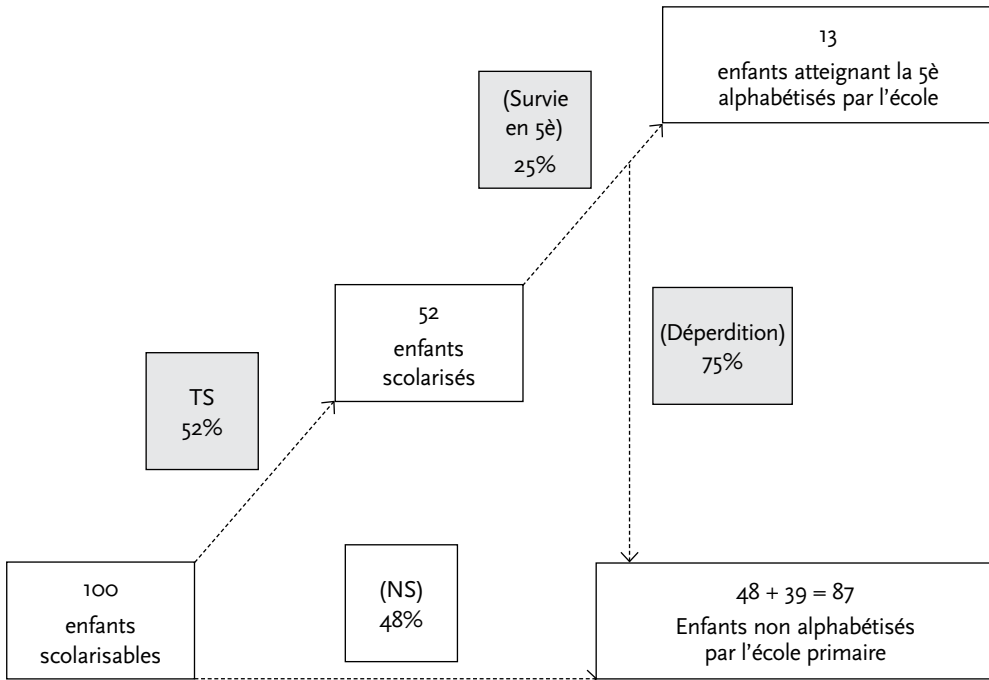 13
enfants atteignant la 5è
alphabétisés par l'école
(Survie
en 5è)
25%
52
enfants
scolarisés
(Déperdition)
75%
TS
52%
100
enfants
scolarisables
(NS)
48%
48 + 39 = 87
Enfants non alphabétisés
par l'école primaire